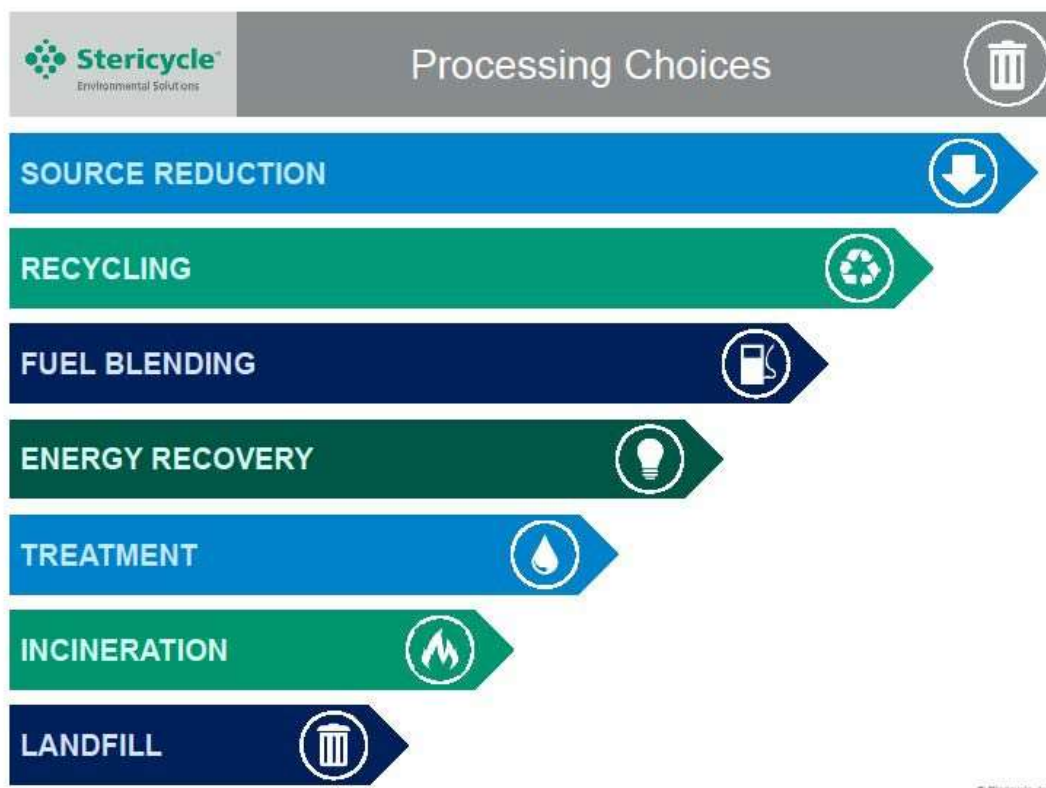 Stericycle
Environmental Solutions
Processing Choices
SOURCE REDUCTION
RECYCLING
FUEL BLENDING
ENERGY RECOVERY
TREATMENT
INCINERATION
LANDFILL